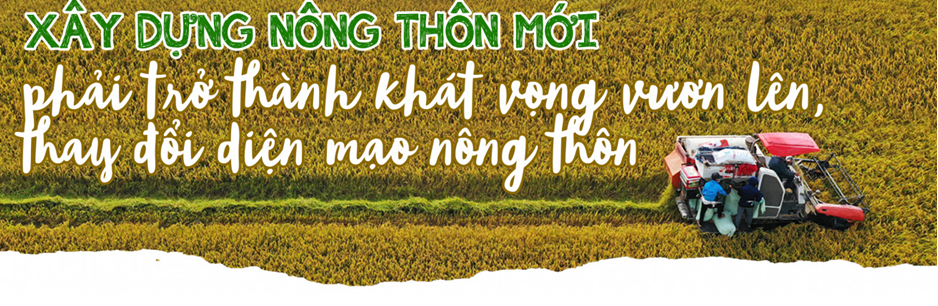 XÂY DỰNG NÔNG THÔN MỚI
phải trở thành khát vọng vươn lên,
thay đổi diện mạo nông thôn